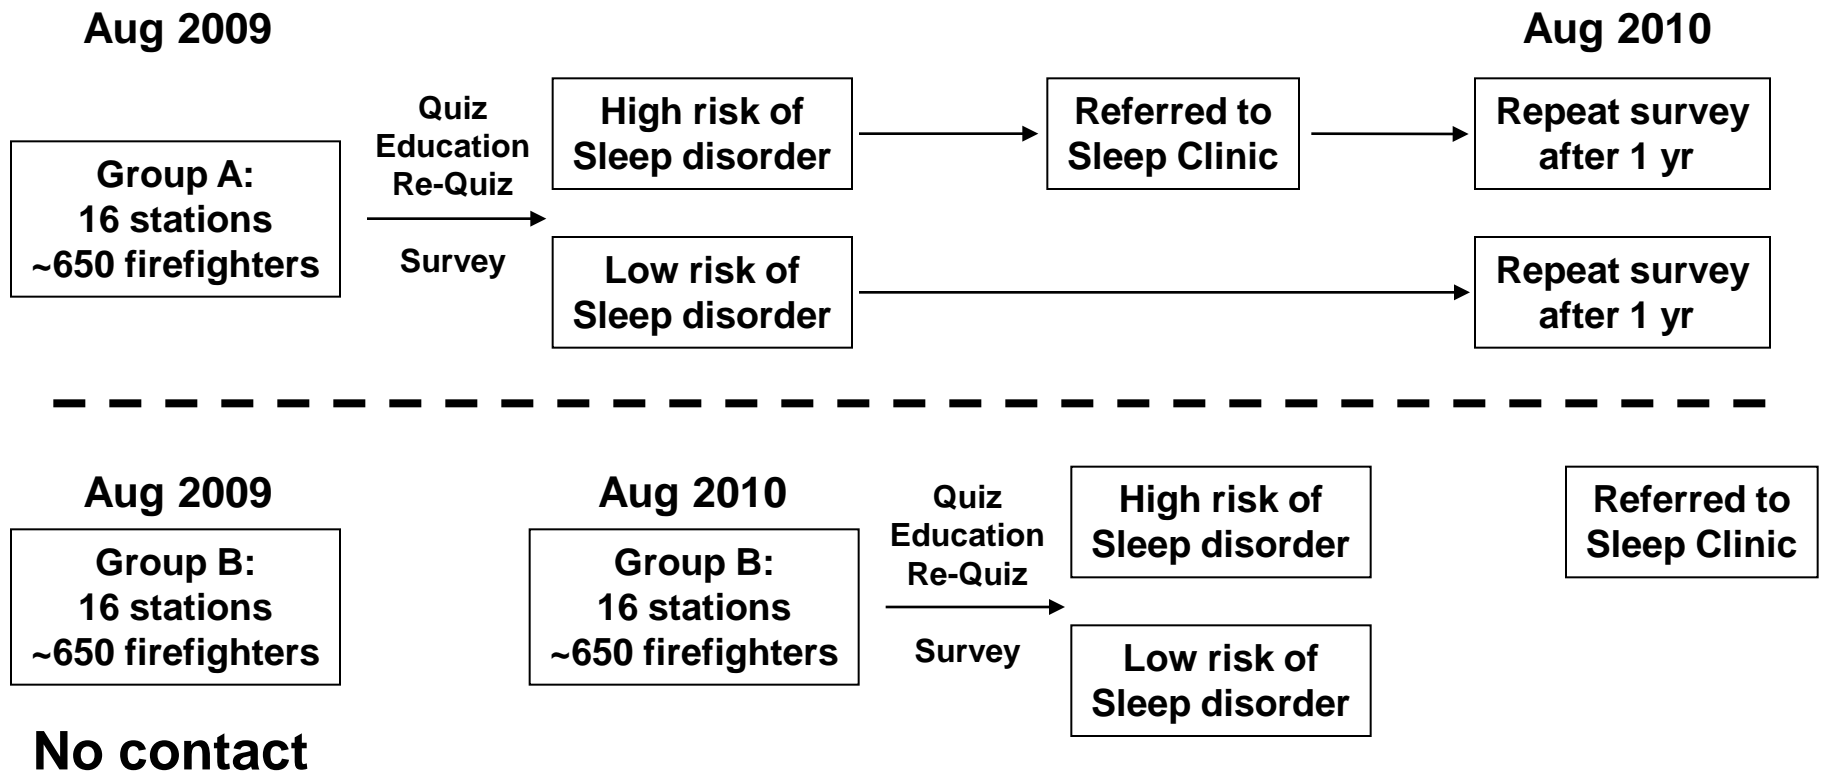 Aug 2009
Aug 2010
Group A:
16 stations
~650 firefighters
Quiz
Education
Re-Quiz
Survey
High risk of
Sleep disorder
Referred to
Sleep Clinic
Repeat survey
after 1 yr
Low risk of
Sleep disorder
Repeat survey
after 1 yr
Aug 2009
Group B:
16 stations
~650 firefighters
No contact
Aug 2010
Group B:
16 stations
~650 firefighters
Quiz
Education
Re-Quiz
Survey
High risk of
Sleep disorder
Referred to
Sleep Clinic
Low risk of
Sleep disorder